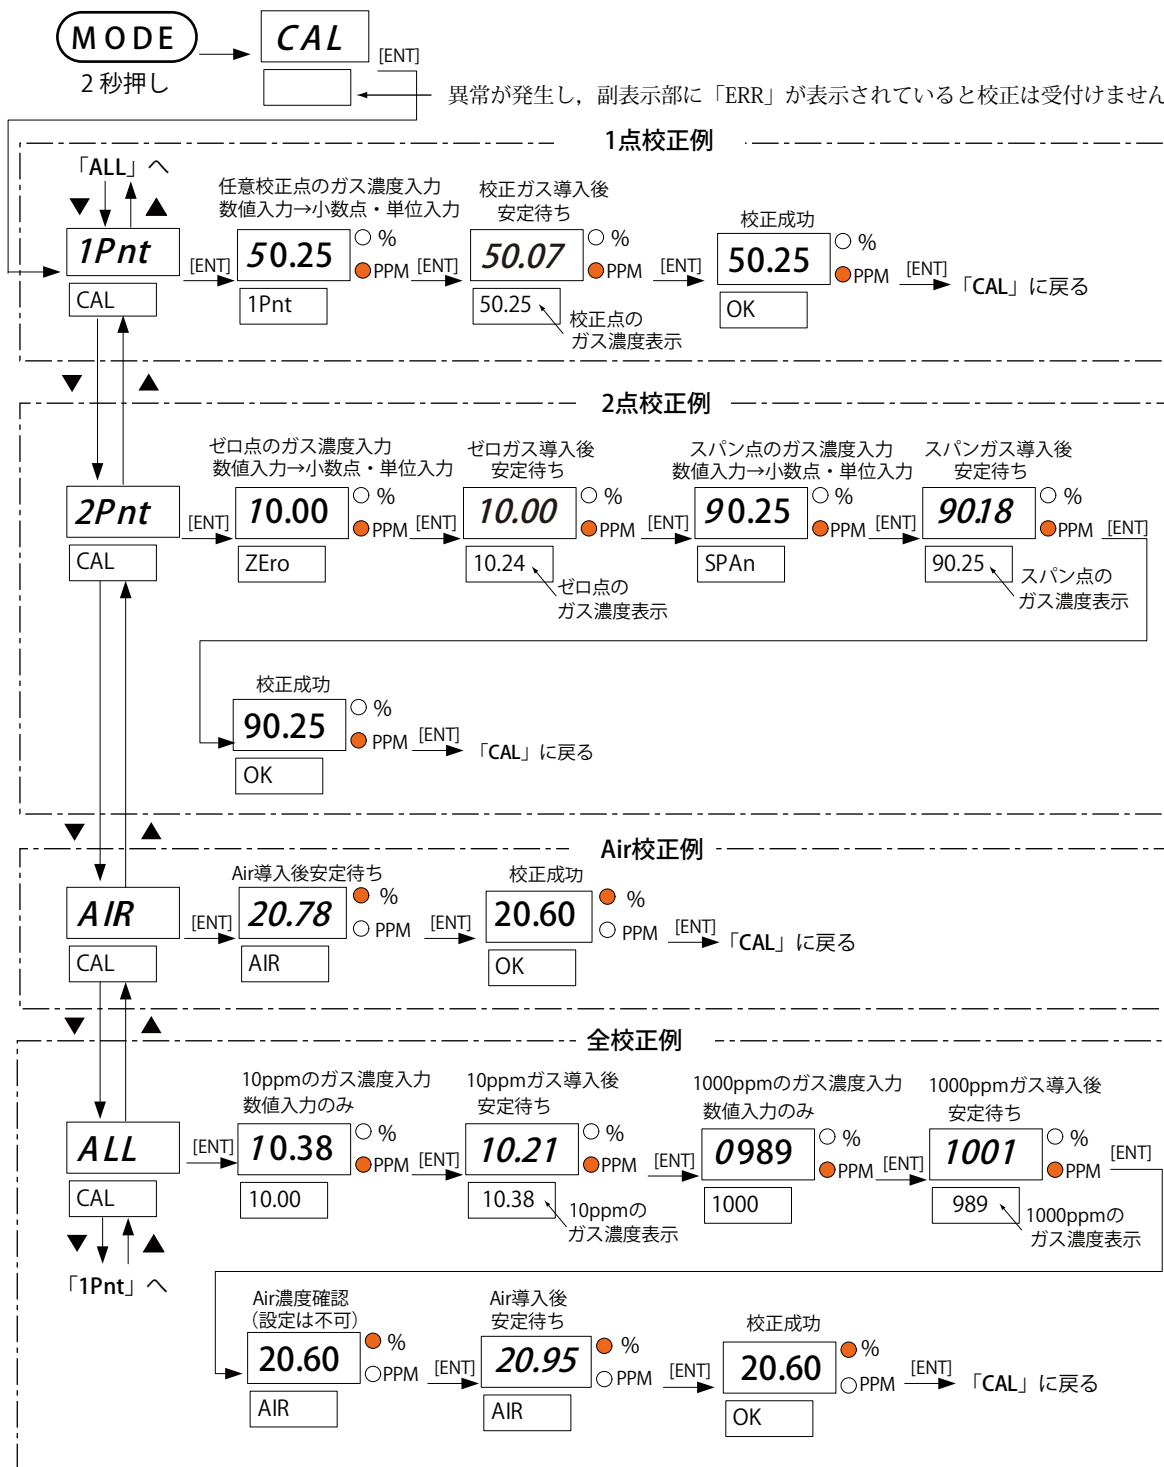 MODE
2 秒押し
CAL
[ENT]
異常が発生し，副表示部に「ERR」が表示されていると校正は受付けません
1点校正例
「ALL」へ
▼ ▲
1Pnt
CAL
[ENT]
任意校正点のガス濃度入力
数値入力→小数点・単位入力
50.25
%
PPM
1Pnt
[ENT]
校正ガス導入後
安定待ち
50.07
%
PPM
50.25
校正点の
ガス濃度表示
[ENT]
校正成功
50.25
%
PPM
OK
[ENT]
「CAL」に戻る
▼ ▲
2点校正例
2Pnt
CAL
[ENT]
ゼロ点のガス濃度入力
数値入力→小数点・単位入力
10.00
%
PPM
ZEro
[ENT]
ゼロガス導入後
安定待ち
10.00
%
PPM
10.24
ゼロ点の
ガス濃度表示
[ENT]
スパン点のガス濃度入力
数値入力→小数点・単位入力
90.25
%
PPM
SPAn
[ENT]
スパンガス導入後
安定待ち
90.18
%
PPM
90.25
スパン点の
ガス濃度表示
[ENT]
校正成功
90.25
%
PPM
OK
[ENT]
「CAL」に戻る
▼ ▲
Air校正例
AIR
CAL
[ENT]
Air導入後安定待ち
20.78
%
PPM
AIR
[ENT]
校正成功
20.60
%
PPM
OK
[ENT]
「CAL」に戻る
▼ ▲
全校正例
ALL
CAL
▼ ▲
「1Pnt」へ
[ENT]
10ppmのガス濃度入力
数値入力のみ
10.38
%
PPM
10.00
[ENT]
10ppmガス導入後
安定待ち
10.21
%
PPM
10.38
10ppmの
ガス濃度表示
[ENT]
1000ppmのガス濃度入力
数値入力のみ
0989
%
PPM
1000
[ENT]
1000ppmガス導入後
安定待ち
1001
%
PPM
989
1000ppmの
ガス濃度表示
[ENT]
Air濃度確認
（設定は不可）
20.60
%
PPM
AIR
[ENT]
Air導入後
安定待ち
20.95
%
PPM
AIR
[ENT]
校正成功
20.60
%
PPM
OK
[ENT]
「CAL」に戻る